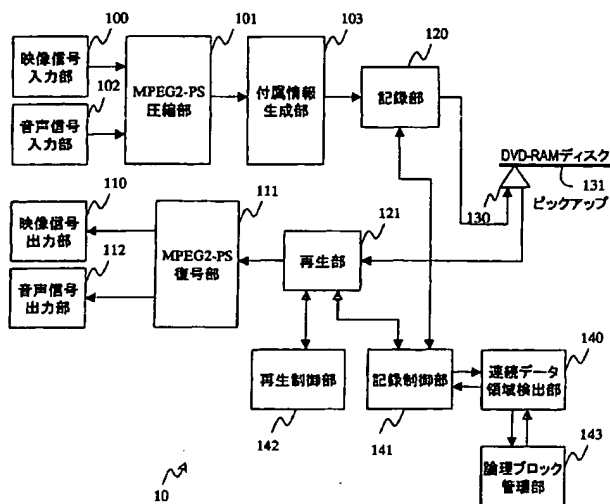 100
101
103
120
映像信号
入力部
102
音声信号
入力部
MPEG2-PS
圧縮部
付属情報
生成部
記録部
DVD-RAMディスク
131
130
ピックアップ
110
映像信号
出力部
112
音声信号
出力部
111
MPEG2-PS
復号部
121
再生部
再生制御部
142
記録制御部
141
140
連続データ
領域検出部
143
論理ブロック
管理部
10